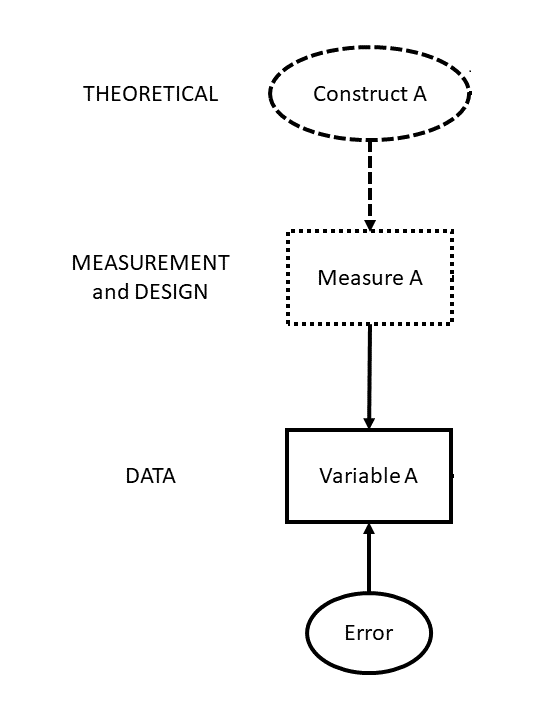 THEORETICAL
Construct A
MEASUREMENT
and DESIGN
Measure A
DATA
Variable A
Error